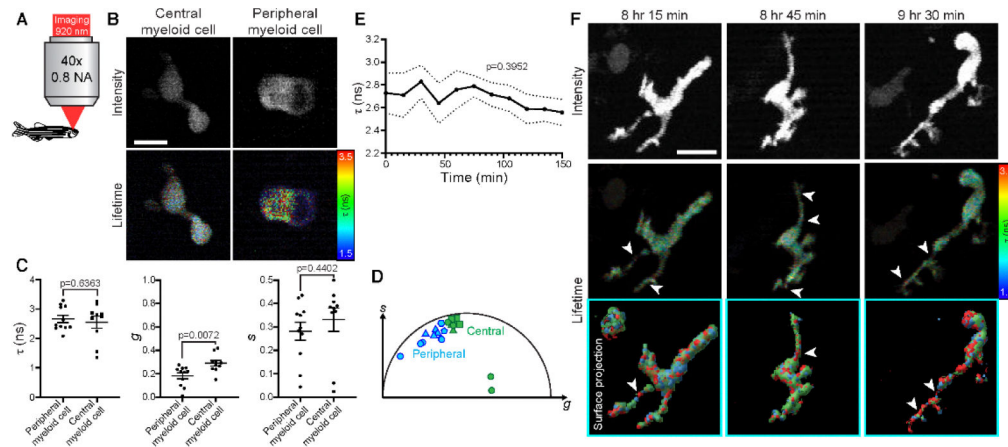 A
Imaging
920 nm
40x
0.8 NA
B
Central
myeloid cell
Peripheral
myeloid cell
Intensity
Lifetime
3.5
τ (ns)
1.5
C
p=0.6363
4
3
2
1
0
τ (ns)
Peripheral
myeloid cell
Central
myeloid cell
p=0.0072
1.0
0.8
0.6
0.4
0.2
0.0
g
Peripheral
myeloid cell
Central
myeloid cell
p=0.4402
0.5
0.4
0.3
0.2
0.1
0.0
s
Peripheral
myeloid cell
Central
myeloid cell
D
s
Central
Peripheral
g
E
p=0.3952
3.0
2.8
2.6
2.4
2.2
τ (ns)
0
50
100
150
Time (min)
F
8 hr 15 min
8 hr 45 min
9 hr 30 min
Intensity
Lifetime
Surface projection
τ (ns)